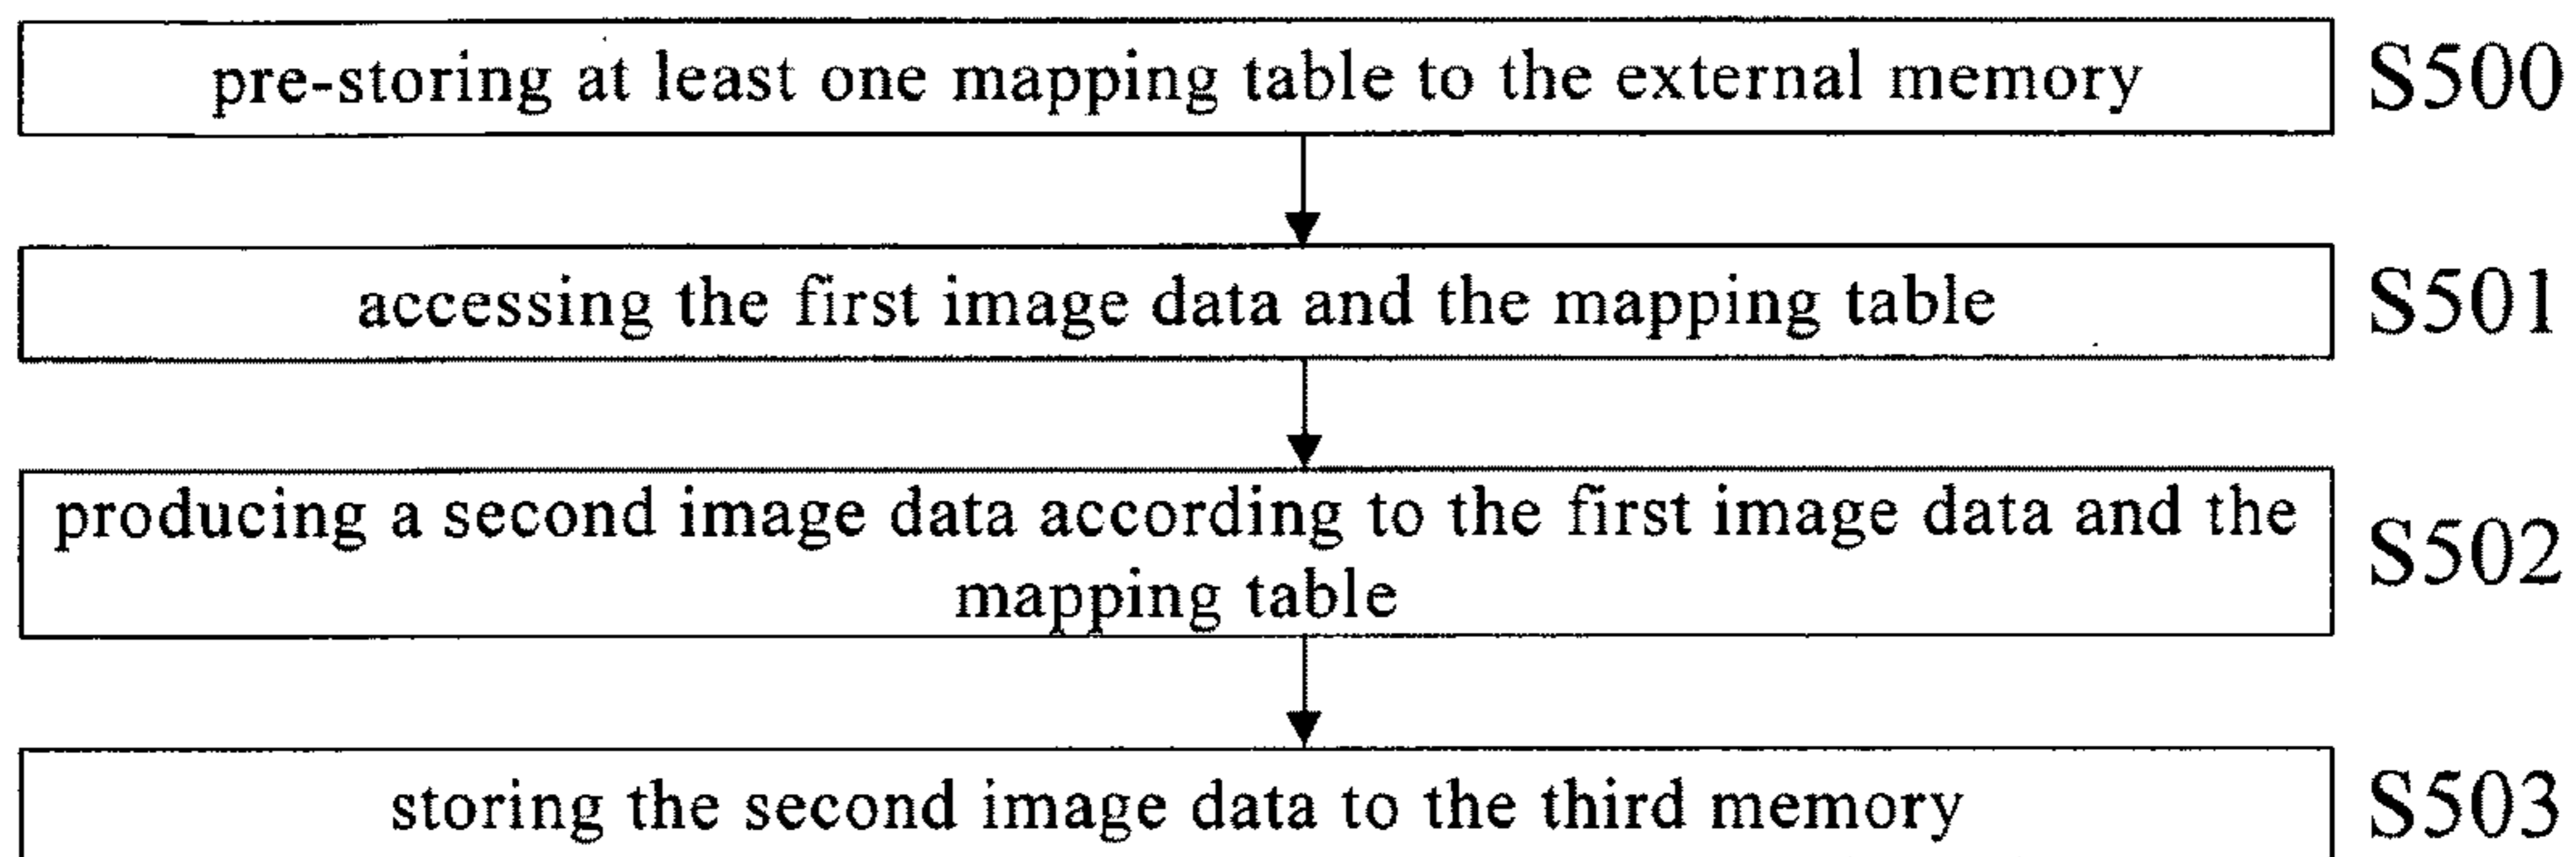 pre-storing at least one mapping table to the external memory S500
accessing the first image data and the mapping table S501
producing a second image data according to the first image data and the
mapping table S502
storing the second image data to the third memory S503